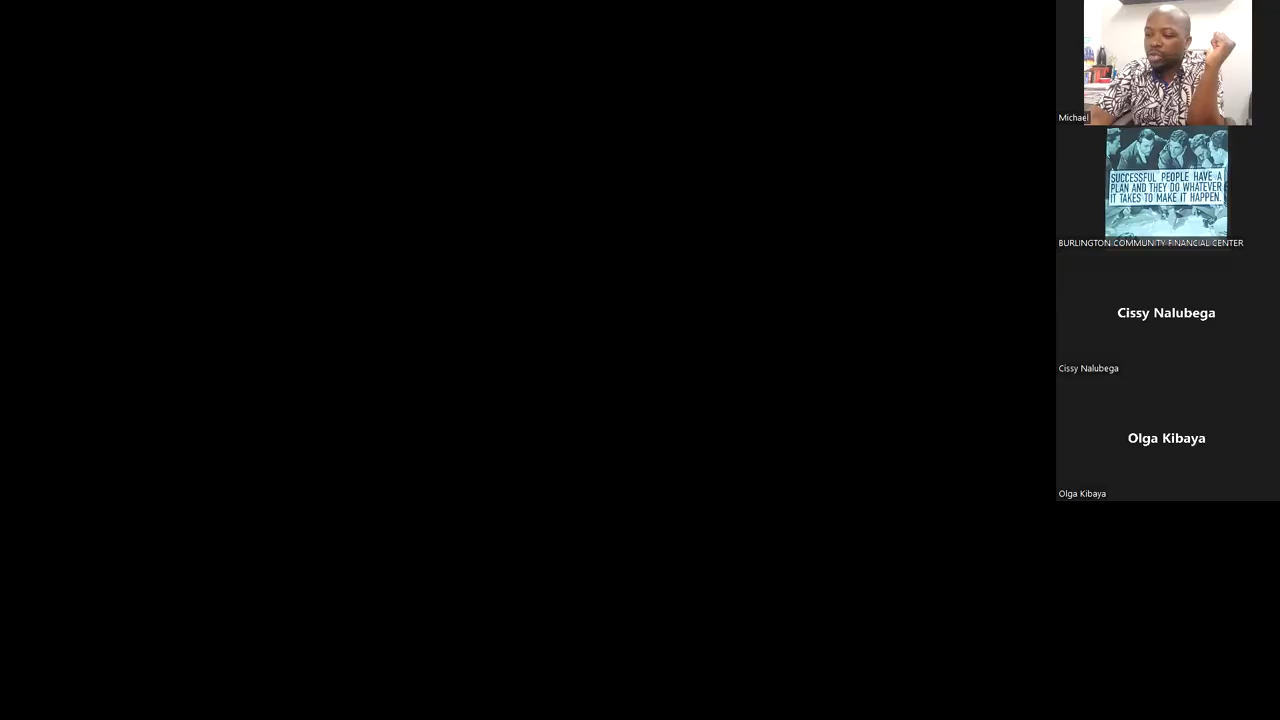 Michael
SUCCESSFUL PEOPLE HAVE A
PLAN AND THEY DO WHATEVER
IT TAKES TO MAKE IT HAPPEN.
BURLINGTON COMMUNITY FINANCIAL CENTER
Cissy Nalubega
Cissy Nalubega
Olga Kibaya
Olga Kibaya